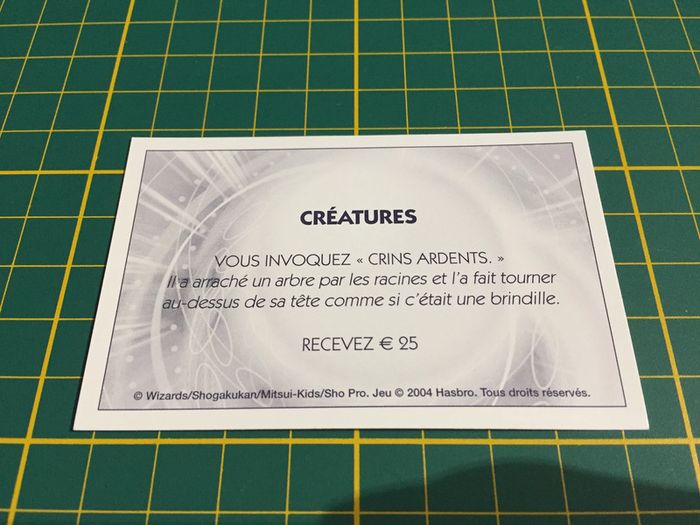 CRÉATURES
VOUS INVOQUEZ « CRINS ARDENTS. »
Il a arraché un arbre par les racines et l'a fait tourner
au-dessus de sa tête comme si c'était une brindille.
RECEVEZ € 25
© Wizards/Shogakukan/Mitsui-Kids/Sho Pro. Jeu © 2004 Hasbro. Tous droits réservés.